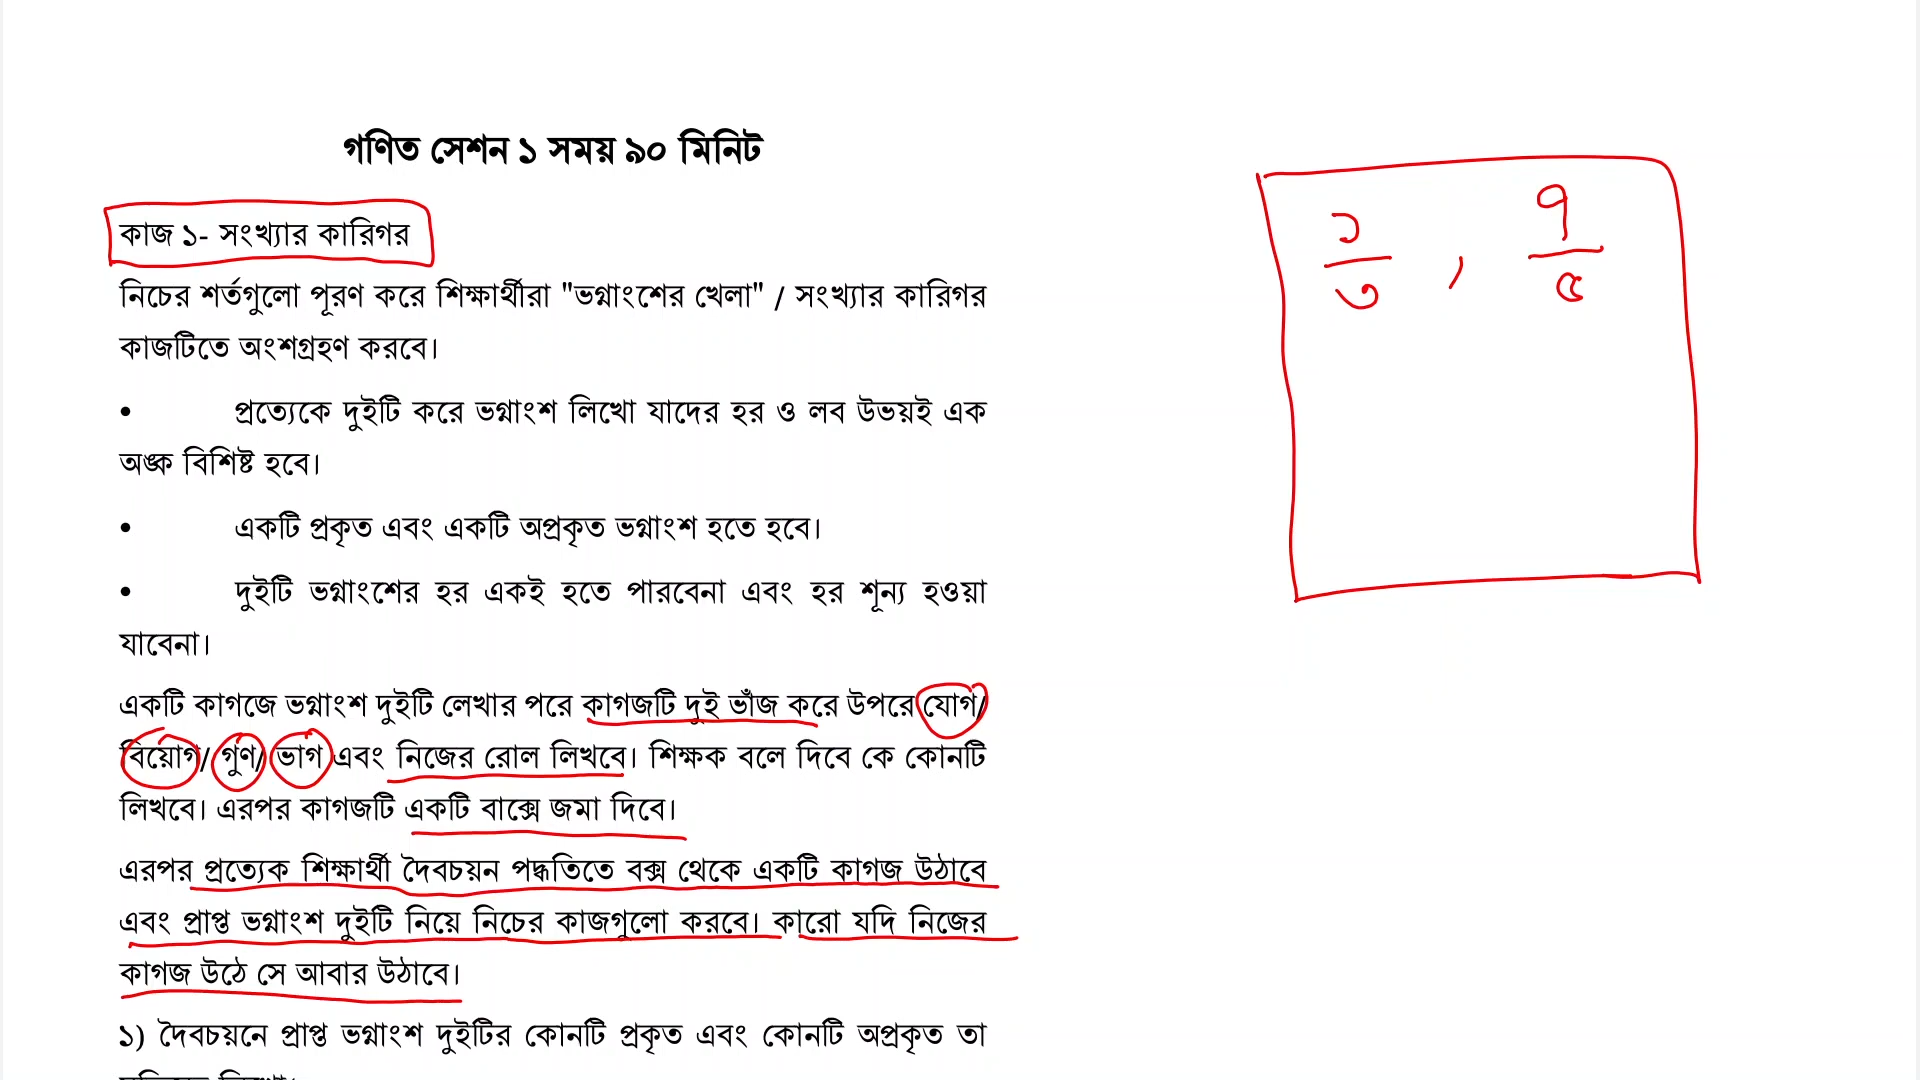 গণিত সেশন ১ সময় ৯০ মিনিট
কাজ ১- সংখ্যার কারিগর
নিচের শর্তগুলো পূরণ করে শিক্ষার্থীরা "ভগ্নাংশের খেলা" / সংখ্যার কারিগর
কাজটিতে অংশগ্রহণ করবে।
• প্রত্যেকে দুইটি করে ভগ্নাংশ লিখো যাদের হর ও লব উভয়ই এক
অঙ্ক বিশিষ্ট হবে।
• একটি প্রকৃত এবং একটি অপ্রকৃত ভগ্নাংশ হতে হবে।
• দুইটি ভগ্নাংশের হর একই হতে পারবেনা এবং হর শূন্য হওয়া
যাবেনা।
একটি কাগজে ভগ্নাংশ দুইটি লেখার পরে কাগজটি দুই ভাঁজ করে উপরে যোগ/
বিয়োগ/ গুণ/ ভাগ এবং নিজের রোল লিখবে। শিক্ষক বলে দিবে কে কোনটি
লিখবে। এরপর কাগজটি একটি বাক্সে জমা দিবে।
এরপর প্রত্যেক শিক্ষার্থী দৈবচয়ন পদ্ধতিতে বক্স থেকে একটি কাগজ উঠাবে
এবং প্রাপ্ত ভগ্নাংশ দুইটি নিয়ে নিচের কাজগুলো করবে। কারো যদি নিজের
কাগজ উঠে সে আবার উঠাবে।
১) দৈবচয়নে প্রাপ্ত ভগ্নাংশ দুইটির কোনটি প্রকৃত এবং কোনটি অপ্রকৃত তা
১/৩ , ৭/৫